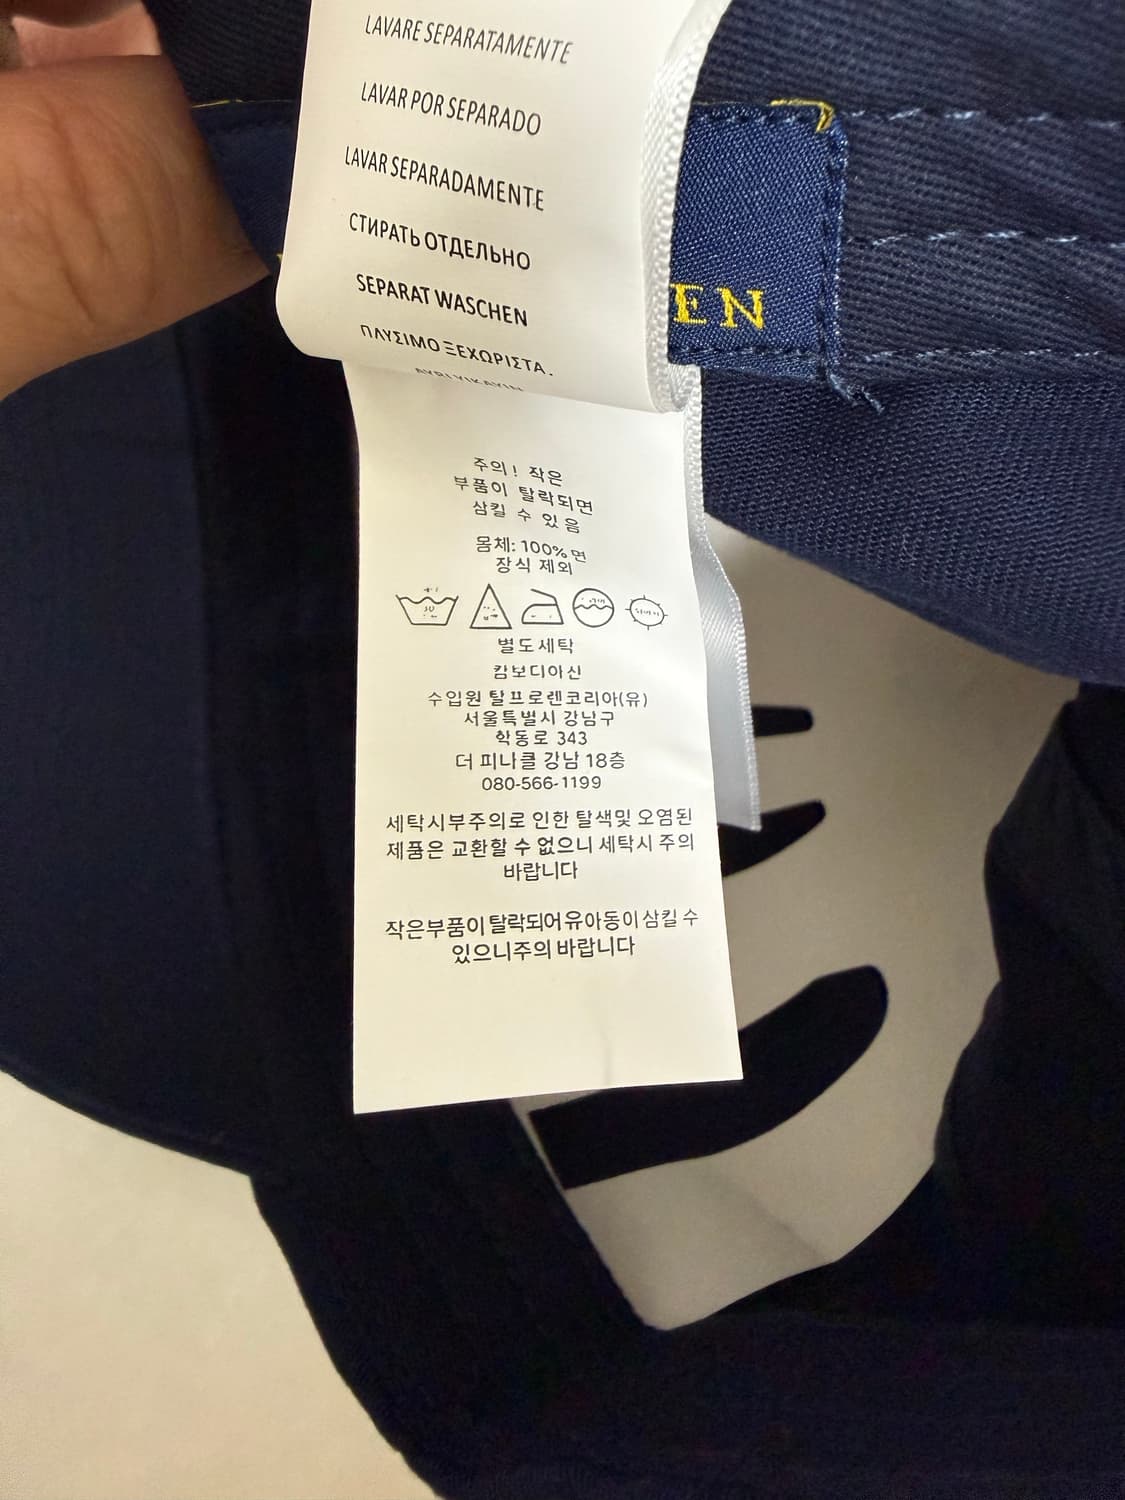 LAVARE SEPARATAMENTE
LAVAR POR SEPARADO
LAVAR SEPARADAMENTE
СТИРАТЬ ОТДЕЛЬНО
SEPARAT WASCHEN
ΠΛΥΣΙΜΟ ΞΕΧΩΡΙΣΤΑ.
EN
주의! 작은
부품이 탈락되면
삼킬 수 있음
몸체: 100% 면
장식 제외
30
별도세탁
캄보디아신
수입원 탈프로렌코리아(유)
서울특별시 강남구
학동로 343
더 피나클 강남 18층
080-566-1199
세탁시부주의로 인한 탈색및 오염된
제품은 교환할 수 없으니 세탁시 주의
바랍니다
작은부품이탈락되어유아동이삼킬 수
있으니주의 바랍니다